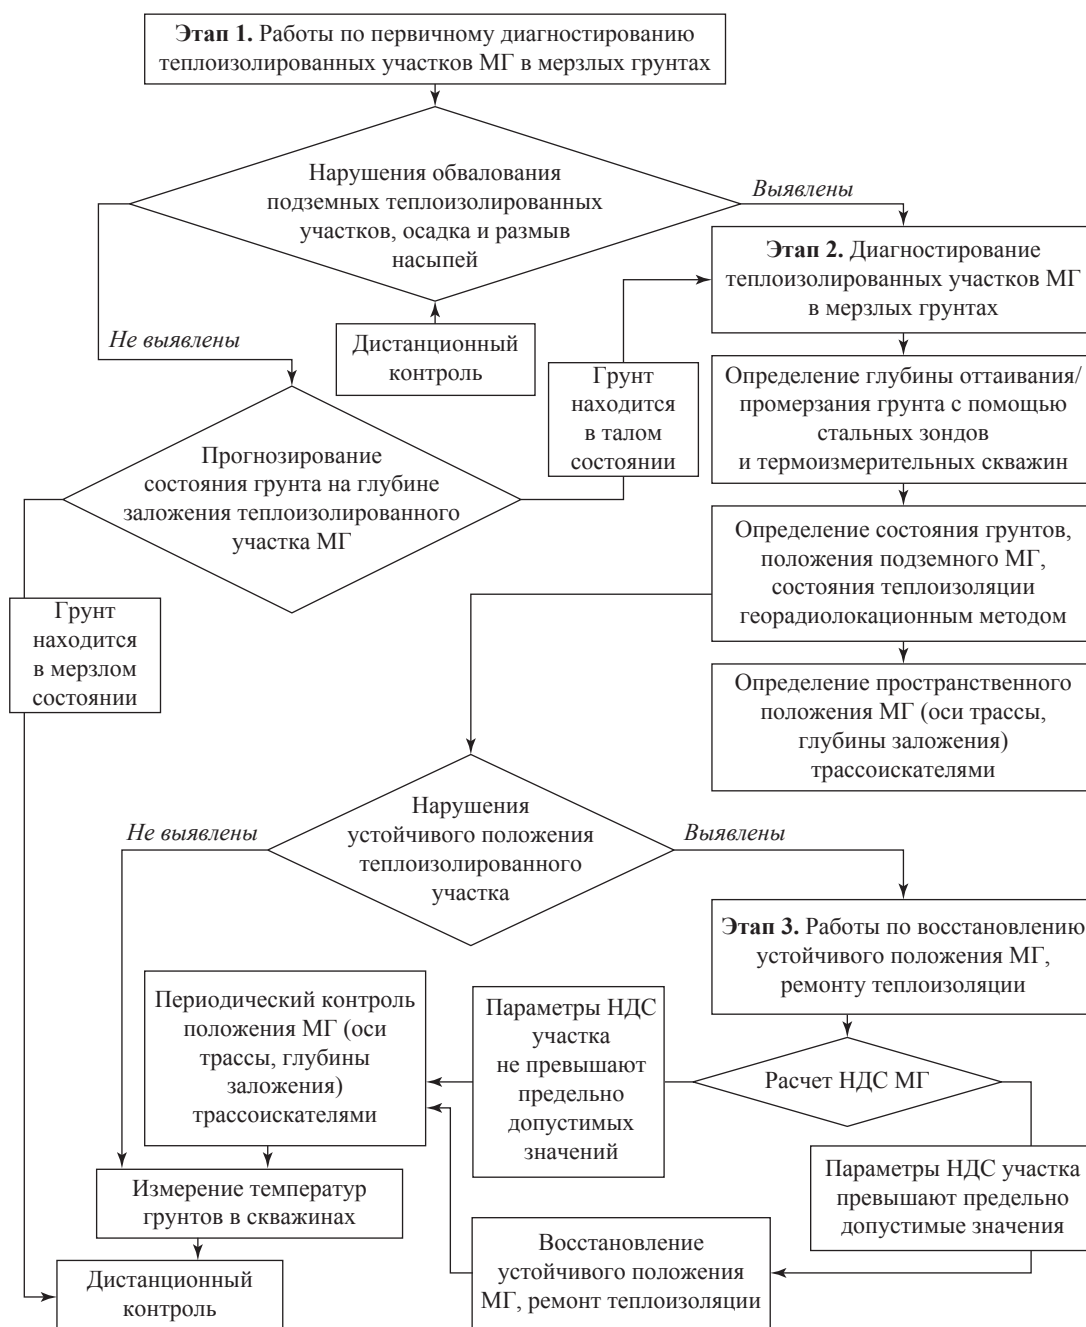 Этап 1. Работы по первичному диагностированию
теплоизолированных участков МГ в мерзлых грунтах
Нарушения обвалования
подземных теплоизолированных
участков, осадка и размыв
насыпей
Выявлены
Этап 2. Диагностирование
теплоизолированных участков МГ
в мерзлых грунтах
Не выявлены
Дистанционный
контроль
Грунт
находится
в талом
состоянии
Определение глубины оттаивания/
промерзания грунта с помощью
стальных зондов
и термоизмерительных скважин
Прогнозирование
состояния грунта на глубине
заложения теплоизолированного
участка МГ
Определение состояния грунтов,
положения подземного МГ,
состояния теплоизоляции
георадиолокационным методом
Грунт
находится
в мерзлом
состоянии
Определение пространственного
положения МГ (оси трассы,
глубины заложения)
трассоискателями
Нарушения
устойчивого положения
теплоизолированного
участка
Не выявлены
Выявлены
Этап 3. Работы по восстановлению
устойчивого положения МГ,
ремонту теплоизоляции
Периодический контроль
положения МГ (оси
трассы, глубины
заложения)
трассоискателями
Параметры НДС
участка
не превышают
предельно
допустимых
значений
Расчет НДС МГ
Параметры НДС участка
превышают предельно
допустимые значения
Измерение температур
грунтов в скважинах
Восстановление
устойчивого положения
МГ, ремонт теплоизоляции
Дистанционный
контроль